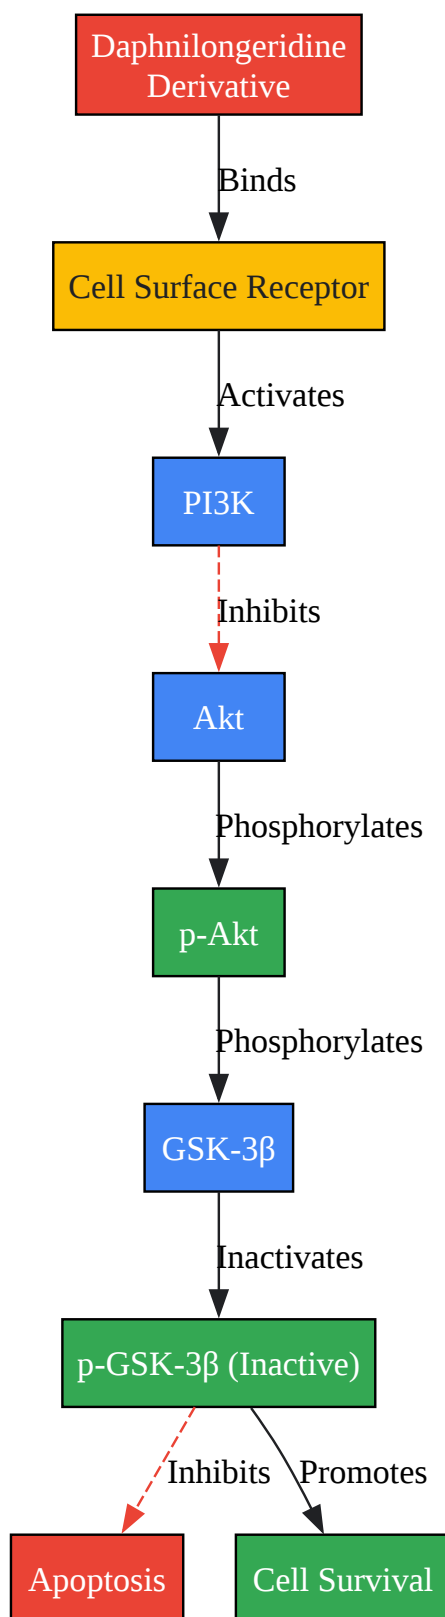 Daphnilongeridine
Derivative
Binds
Cell Surface Receptor
Activates
PI3K
Inhibits
Akt
Phosphorylates
p-Akt
Phosphorylates
GSK-3β
Inactivates
p-GSK-3β (Inactive)
Inhibits
Promotes
Apoptosis
Cell Survival